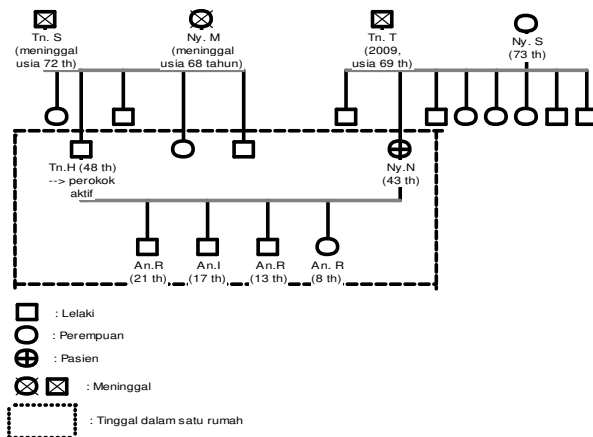 Tn. S
(meninggal
usia 72 th)
Ny. M
(meninggal
usia 68 tahun)
Tn. T
(2009,
usia 69 th)
Ny. S
(73 th)
Tn.H (48 th)
--> perokok
aktif
Ny.N
(43 th)
An.R
(21 th)
An.I
(17 th)
An.R
(13 th)
An. R
(8 th)
: Lelaki
: Perempuan
: Pasien
: Meninggal
: Tinggal dalam satu rumah